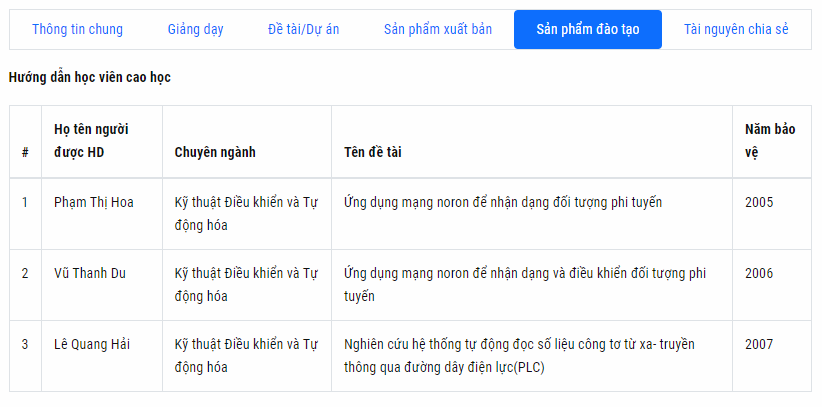 Thông tin chung Giảng dạy Đề tài/Dự án Sản phẩm xuất bản Sản phẩm đào tạo Tài nguyên chia sẻ
Hướng dẫn học viên cao học
# Họ tên người được HD Chuyên ngành Tên đề tài Năm bảo vệ
1 Phạm Thị Hoa Kỹ thuật Điều khiển và Tự động hóa Ứng dụng mạng noron để nhận dạng đối tượng phi tuyến 2005
2 Vũ Thanh Du Kỹ thuật Điều khiển và Tự động hóa Ứng dụng mạng noron để nhận dạng và điều khiển đối tượng phi tuyến 2006
3 Lê Quang Hải Kỹ thuật Điều khiển và Tự động hóa Nghiên cứu hệ thống tự động đọc số liệu công tơ từ xa- truyền thông qua đường dây điện lực(PLC) 2007